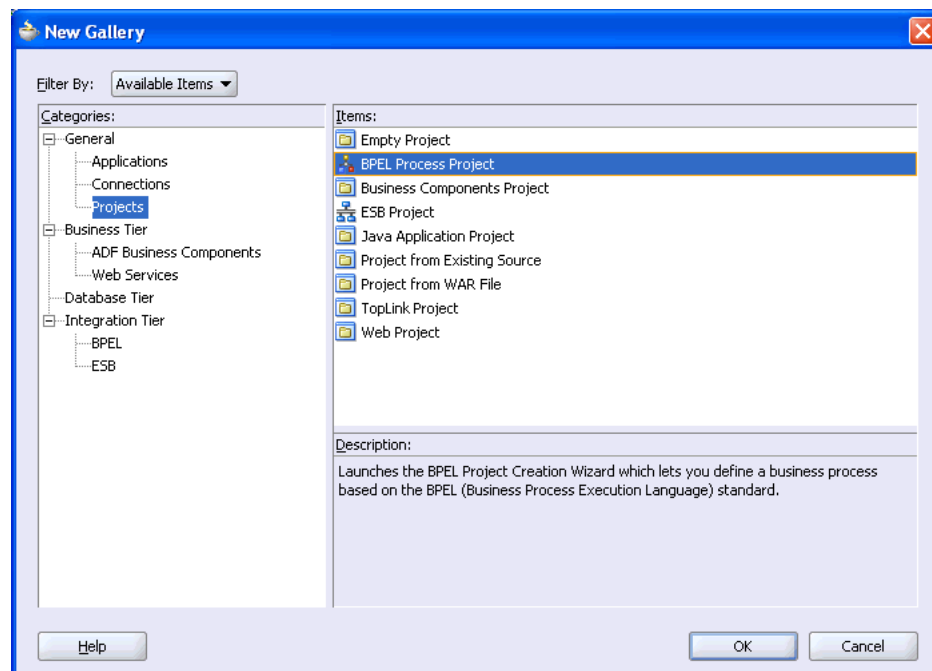 New Gallery
Filter By: Available Items
Categories:
General
Applications
Connections
Projects
Business Tier
ADF Business Components
Web Services
Database Tier
Integration Tier
BPEL
ESB
Items:
Empty Project
BPEL Process Project
Business Components Project
ESB Project
Java Application Project
Project from Existing Source
Project from WAR File
TopLink Project
Web Project
Description:
Launches the BPEL Project Creation Wizard which lets you define a business process
based on the BPEL (Business Process Execution Language) standard.
Help OK Cancel